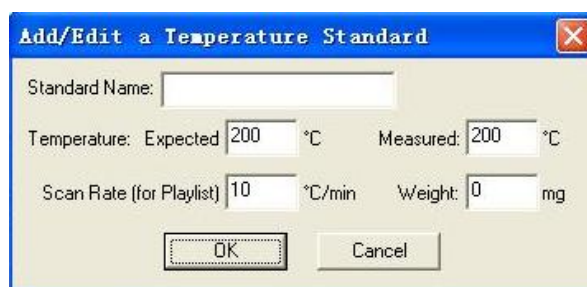 Add/Edit a Temperature Standard
Standard Name:
Temperature: Expected 200 °C Measured: 200 °C
Scan Rate (for Playlist) 10 °C/min Weight: 0 mg
OK Cancel